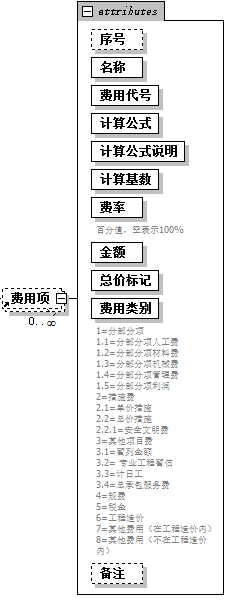 attributes
序号
名称
费用代号
计算公式
计算公式说明
计算基数
费率
百分值，空表示100%
金额
总价标记
费用项
0..∞
费用类别
1=分部分项
1.1=分部分项人工费
1.2=分部分项材料费
1.3=分部分项机械费
1.4=分部分项管理费
1.5=分部分项利润
2=措施费
2.1=单价措施
2.2=总价措施
2.2.1=安全文明费
3=其他项目费
3.1=暂列金额
3.2= 专业工程暂估
3.3=计日工
3.4=总承包服务费
4=规费
5=税金
6=工程造价
7=其他费用（在工程造价内）
8=其他费用（不在工程造价
内）
备注